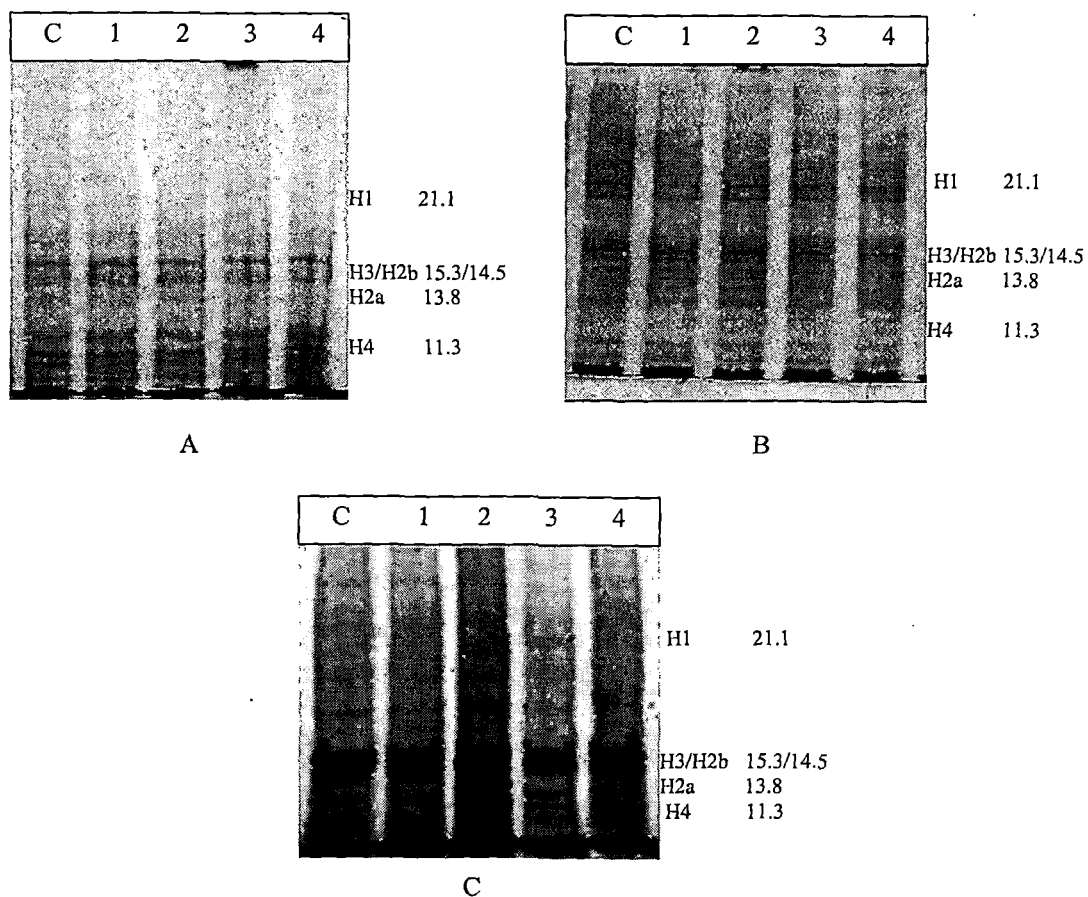 C 1 2 3 4
H1 21.1
H3/H2b 15.3/14.5
H2a 13.8
H4 11.3
A
C 1 2 3 4
H1 21.1
H3/H2b 15.3/14.5
H2a 13.8
H4 11.3
B
C 1 2 3 4
H1 21.1
H3/H2b 15.3/14.5
H2a 13.8
H4 11.3
C